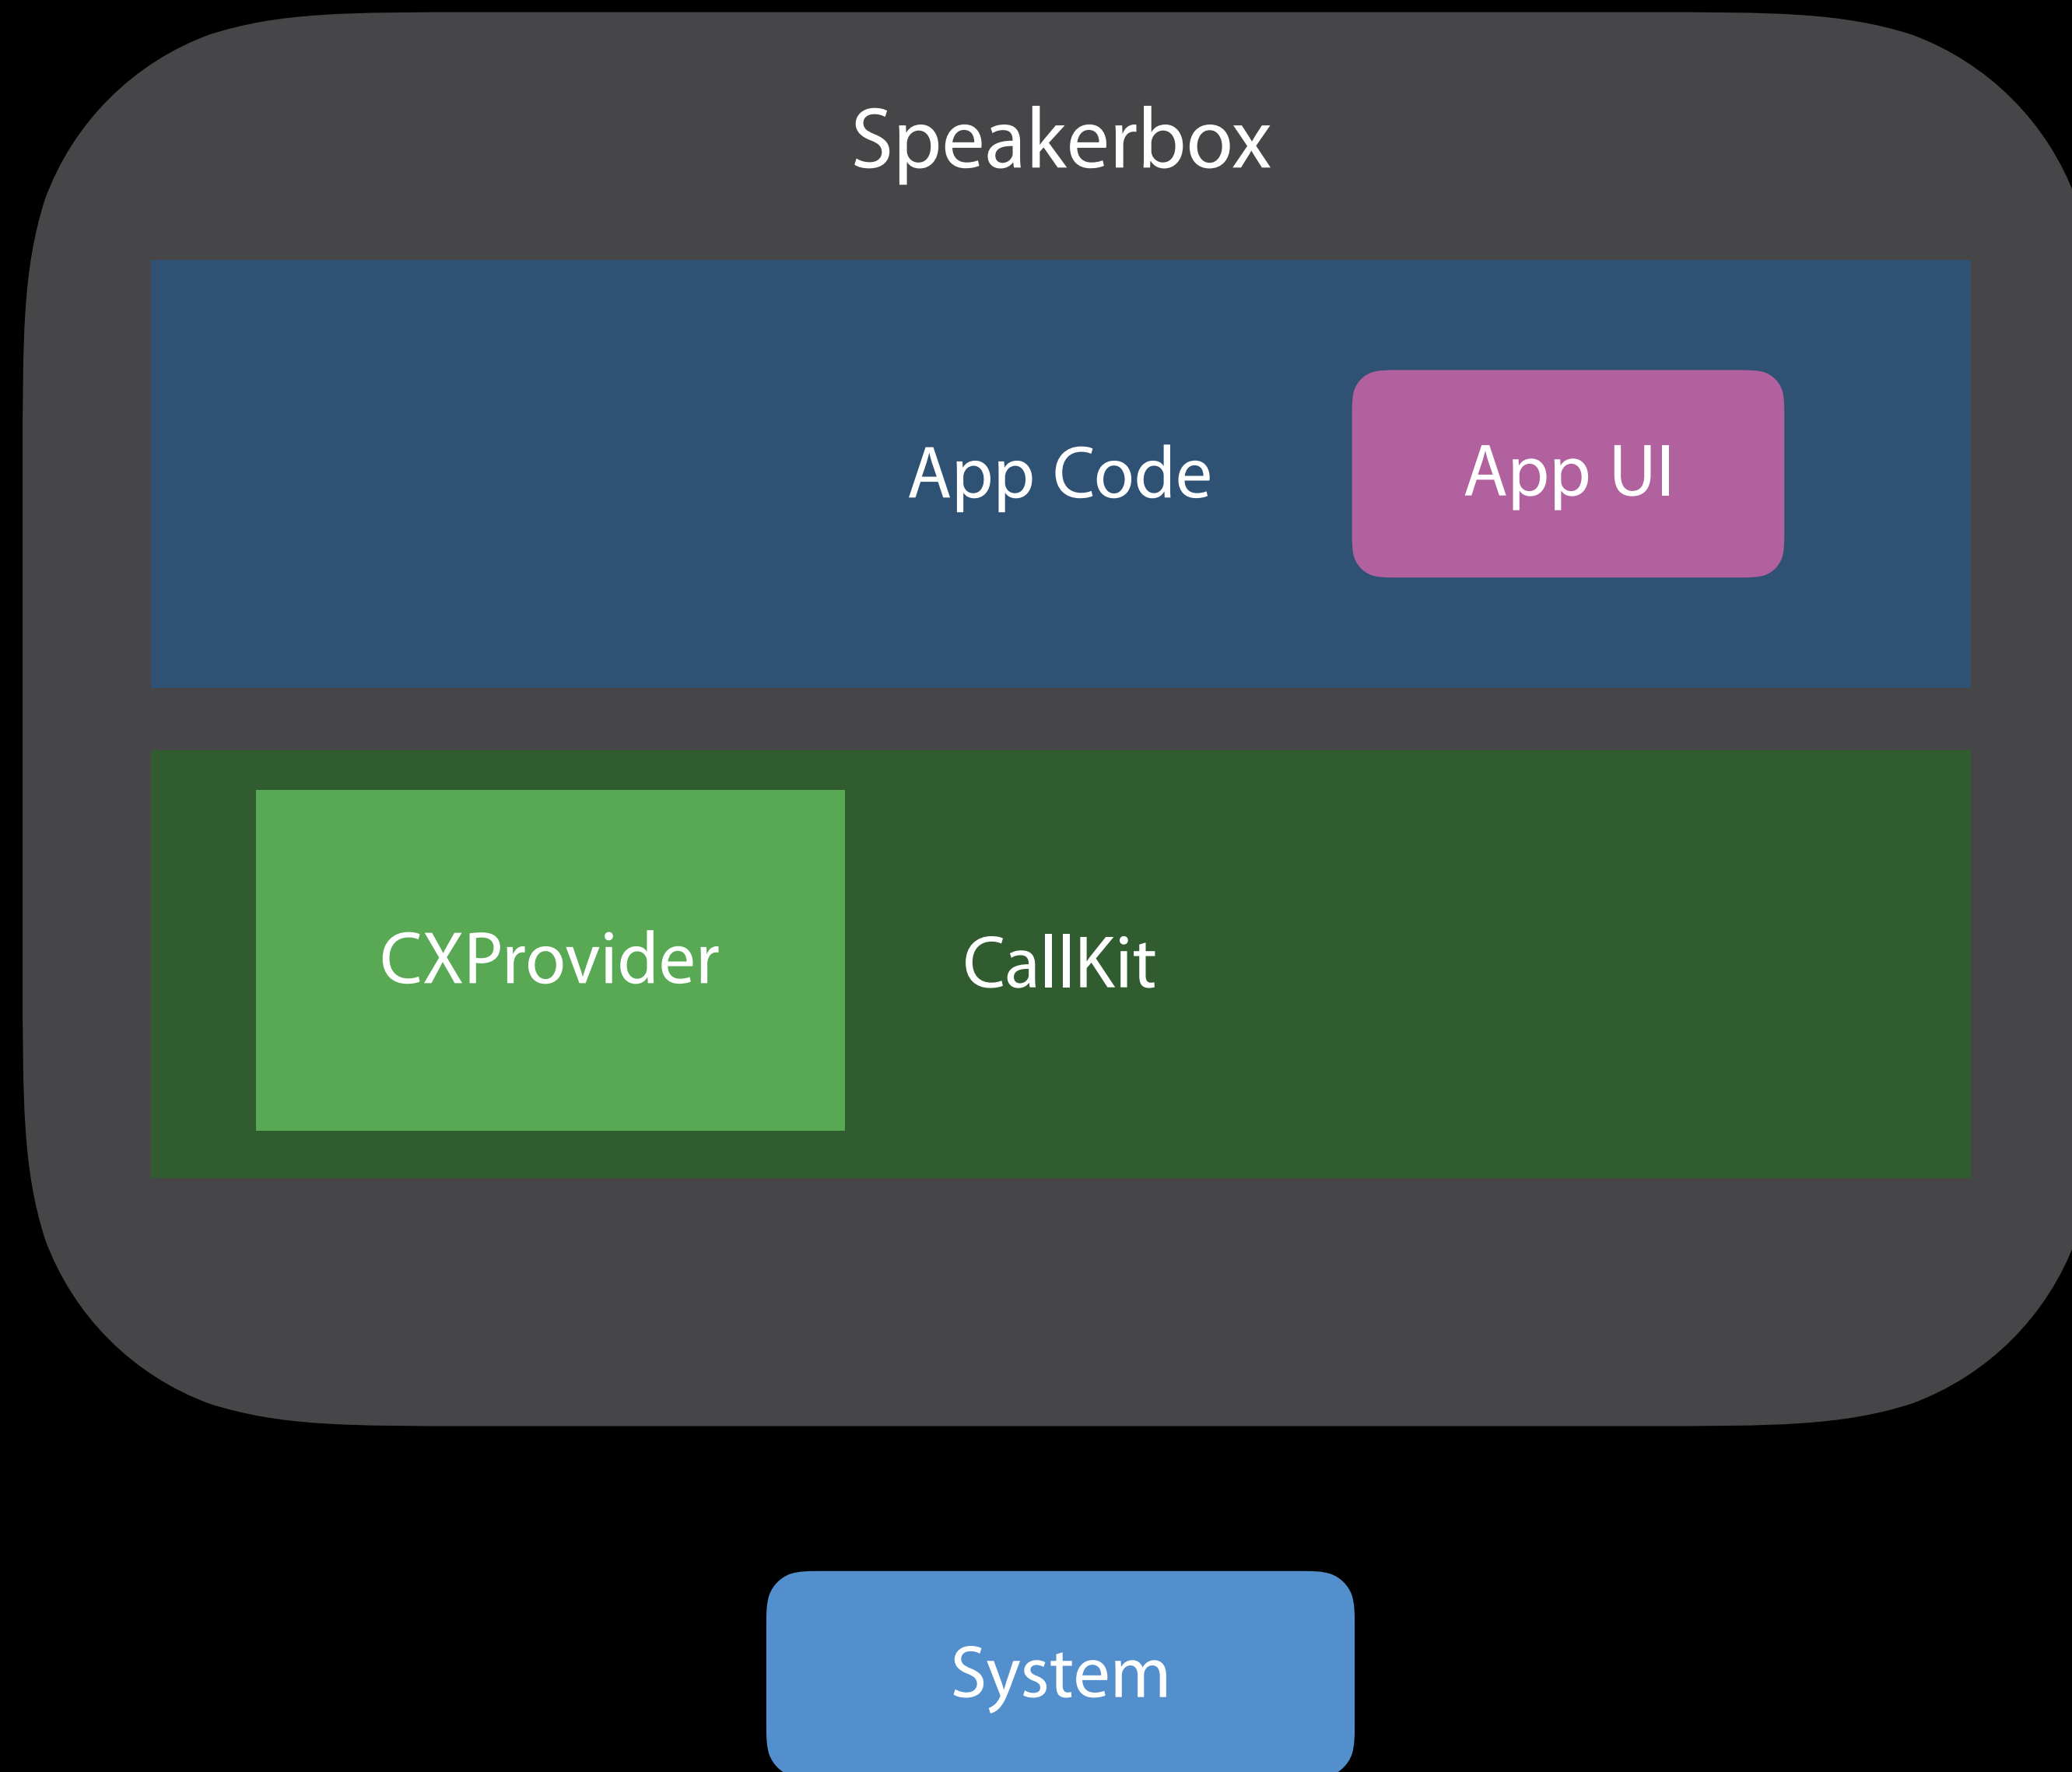 Speakerbox
App Code
App UI
CXProvider
CallKit
System